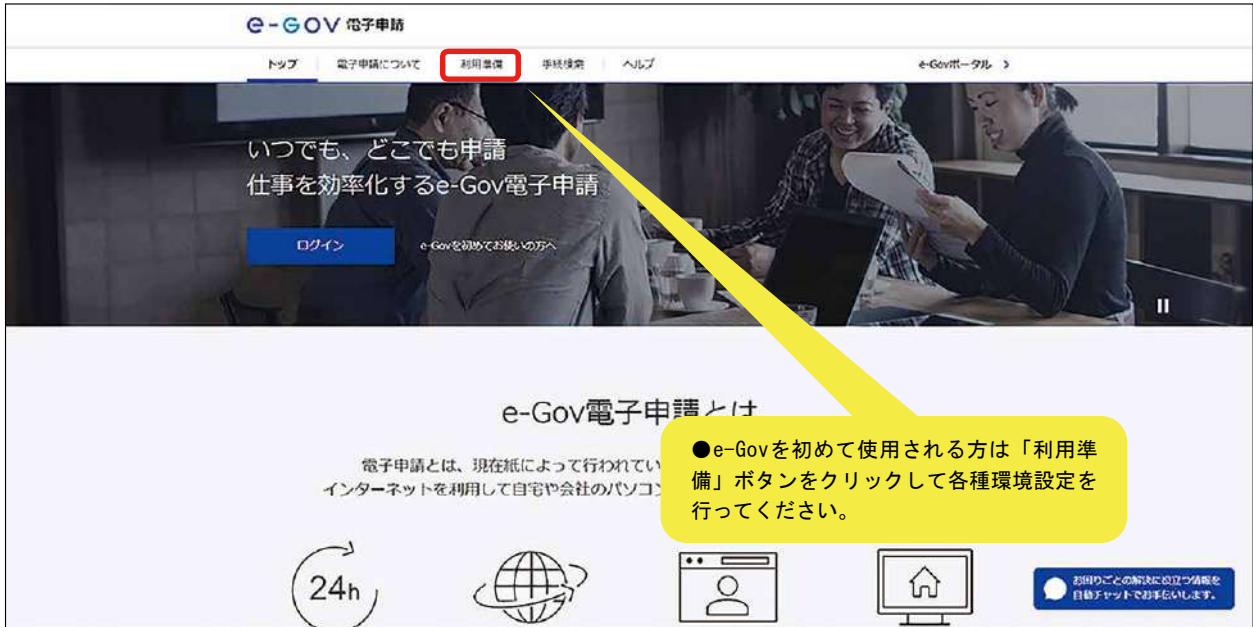 e-GOV 電子申請
トップ 電子申請について 利用準備 手続検索 ヘルプ e-Govポータル
いつでも、どこでも申請
仕事を効率化するe-Gov電子申請
ログイン e-Govを初めてお使いの方へ
e-Gov電子申請とは
電子申請とは、現在紙によって行われてい
インターネットを利用して自宅や会社のパソコン
●e-Govを初めて使用される方は「利用準
備」ボタンをクリックして各種環境設定を
行ってください。
24h
お困りごとの解決に役立つ情報を
自動チャットでお手伝いします。